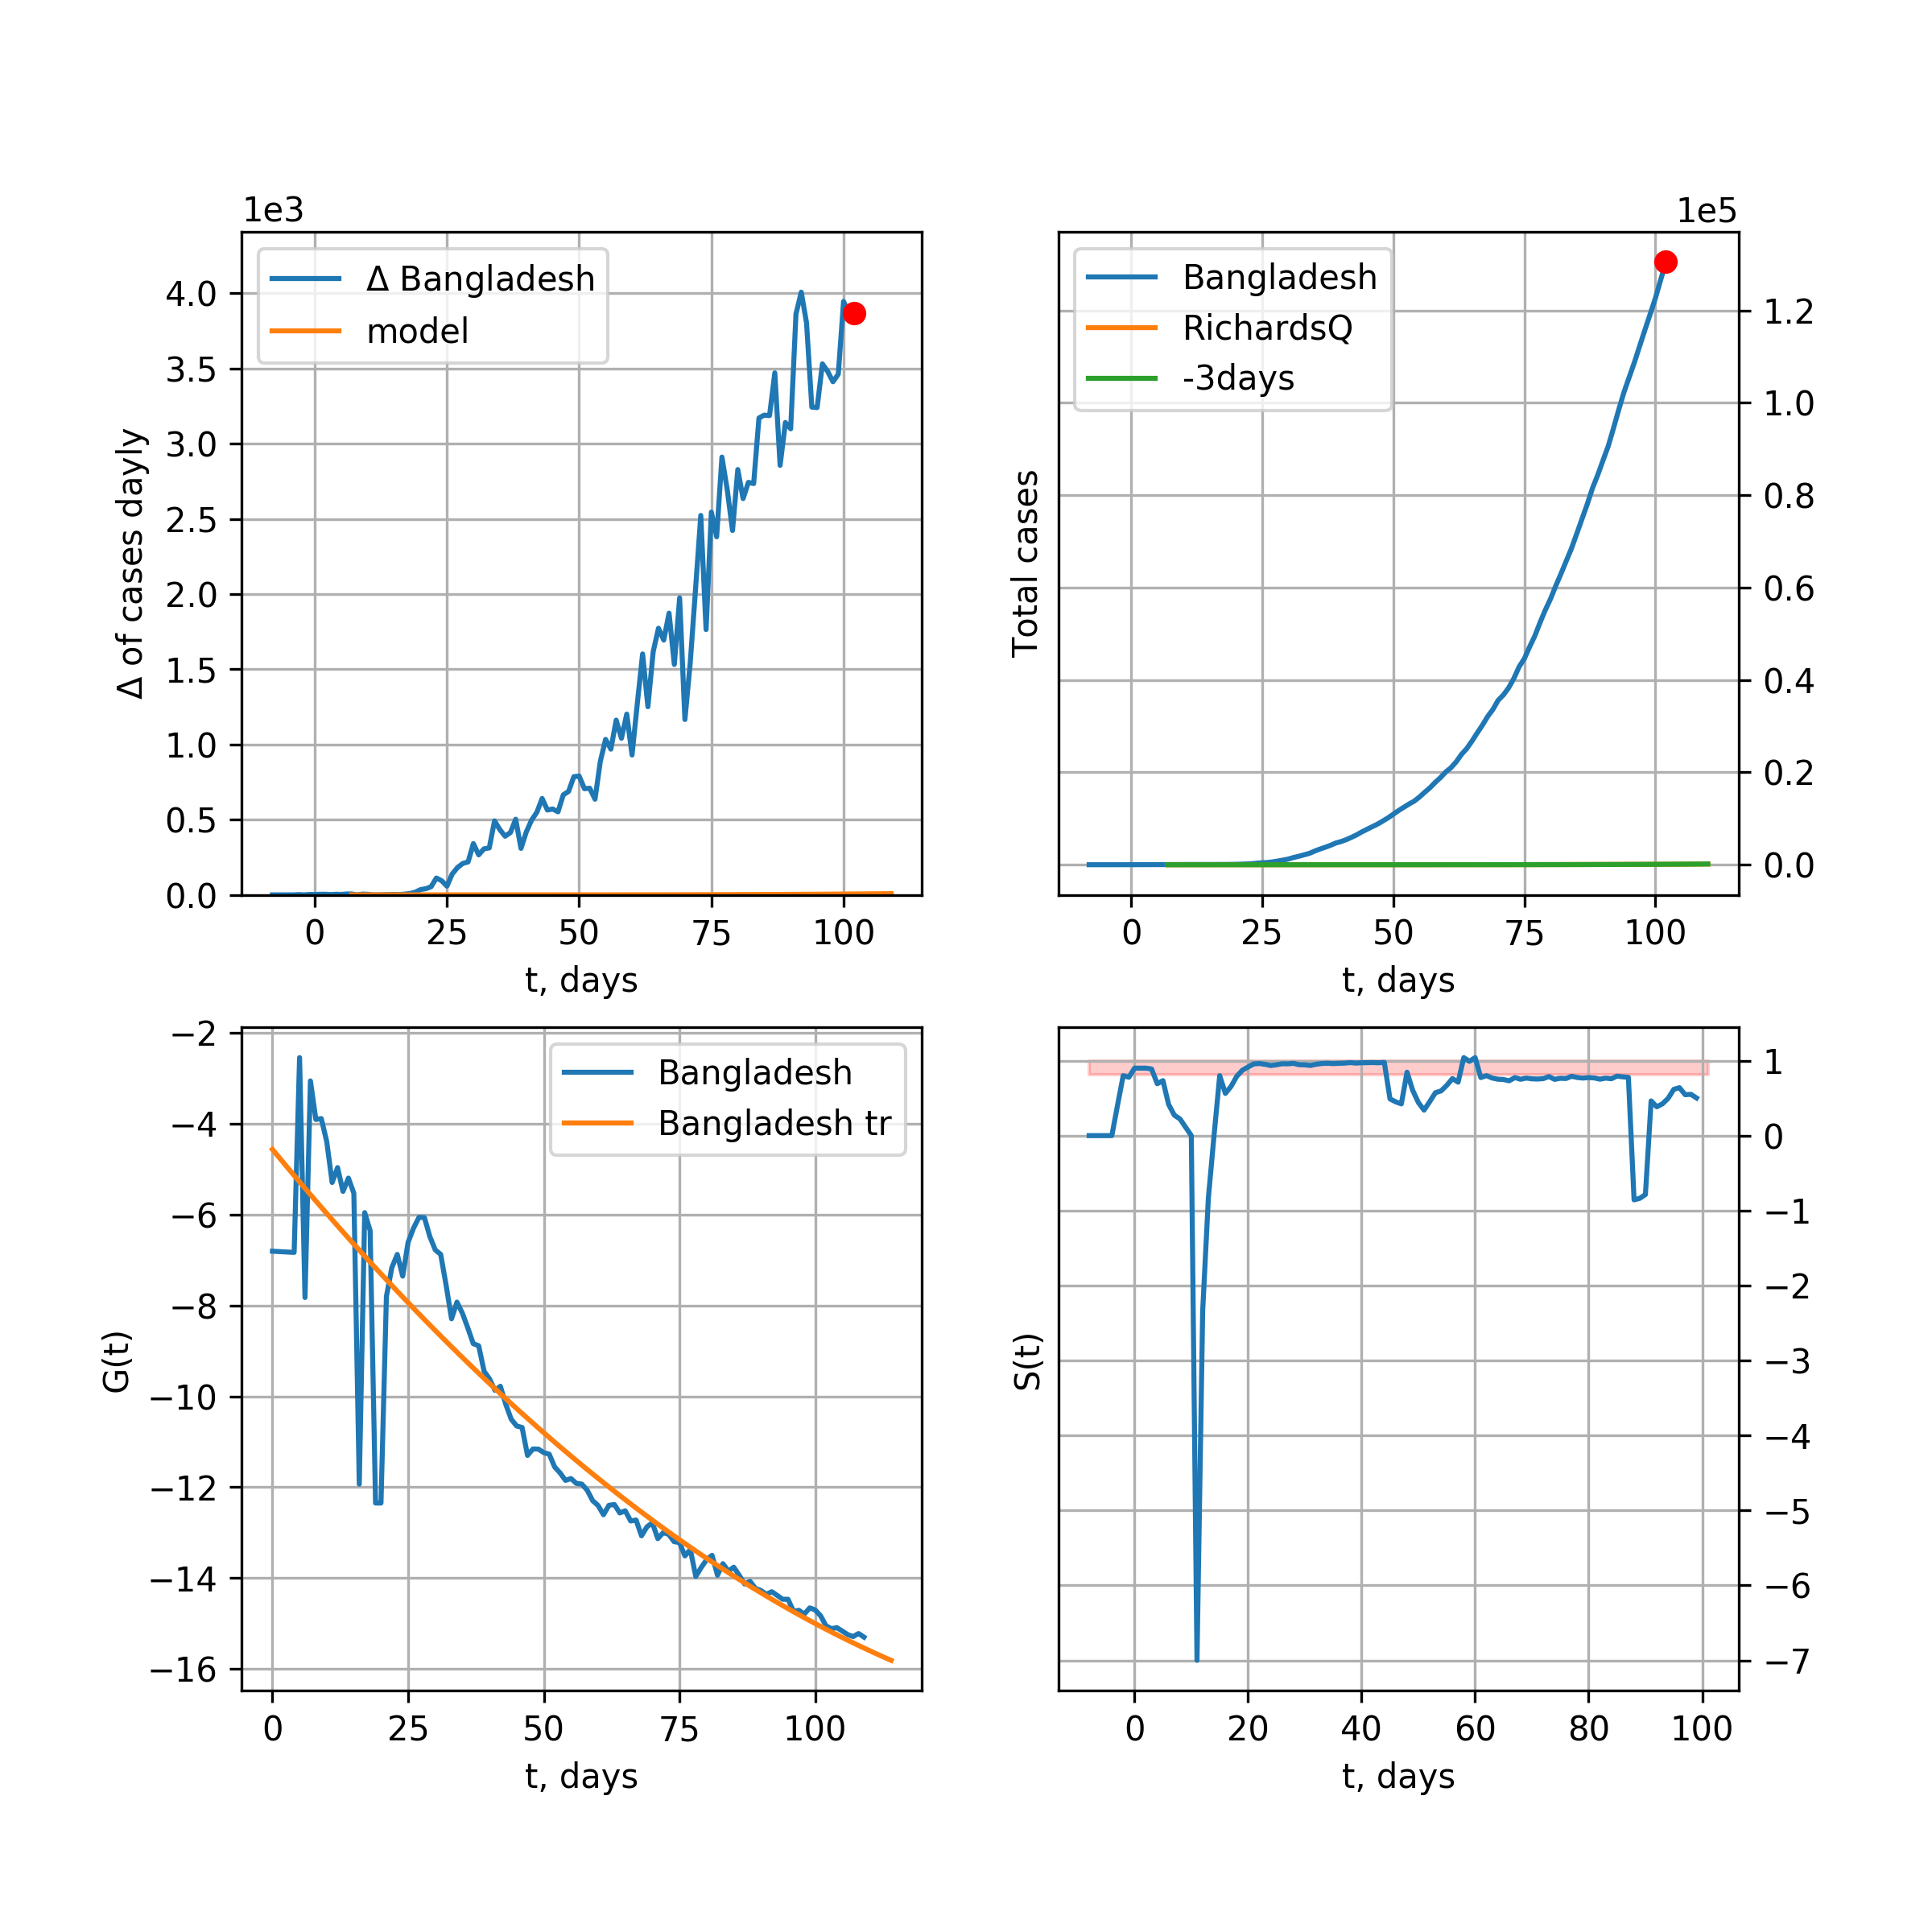 1e3
Δ Bangladesh
model
4.0
3.5
3.0
2.5
2.0
1.5
1.0
0.5
0.0
Δ of cases dayly
0 25 50 75 100
t, days
1e5
Bangladesh
RichardsQ
-3days
1.2
1.0
0.8
0.6
0.4
0.2
0.0
Total cases
0 25 50 75 100
t, days
Bangladesh
Bangladesh tr
−2
−4
−6
−8
−10
−12
−14
−16
G(t)
0 25 50 75 100
t, days
1
0
−1
−2
−3
−4
−5
−6
−7
S(t)
0 20 40 60 80 100
t, days